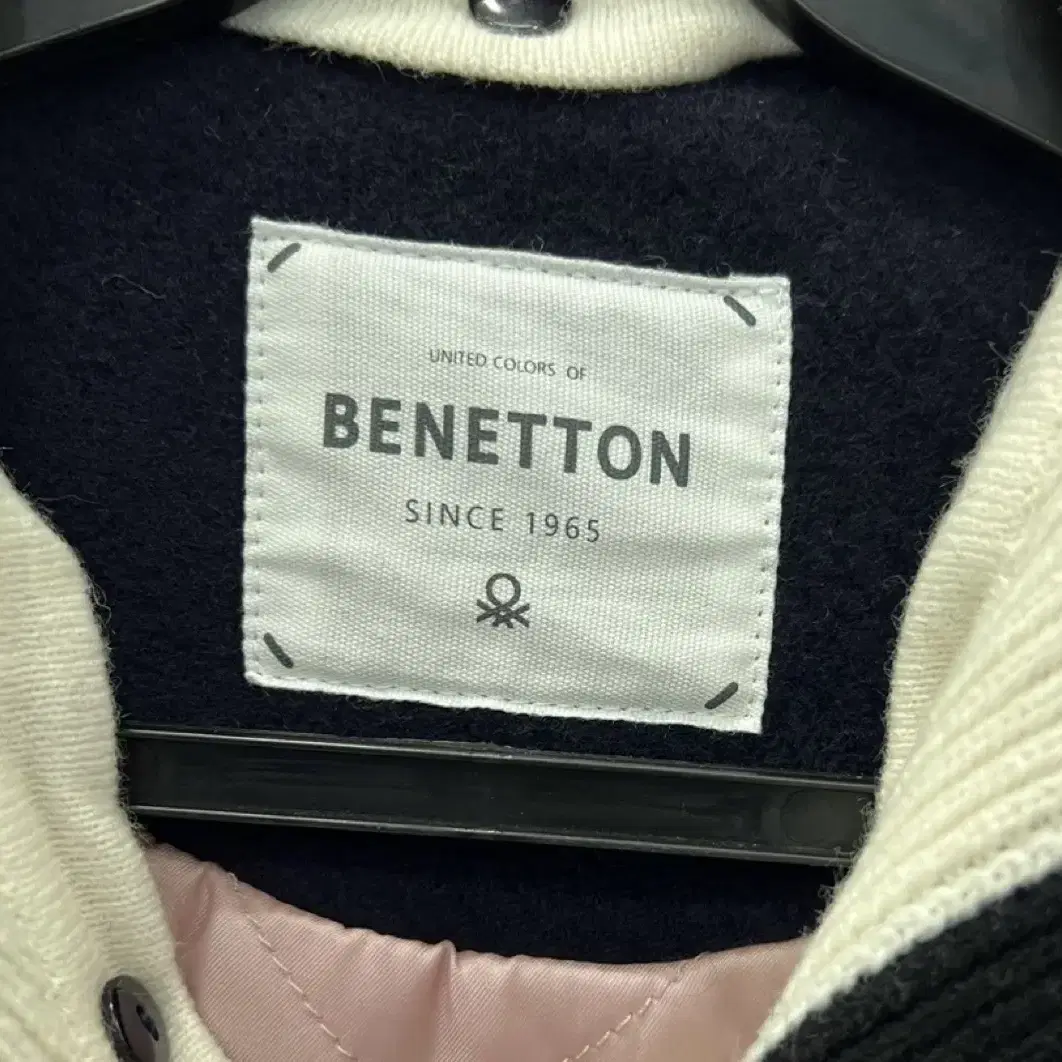 UNITED COLORS OF
BENETTON
SINCE 1965